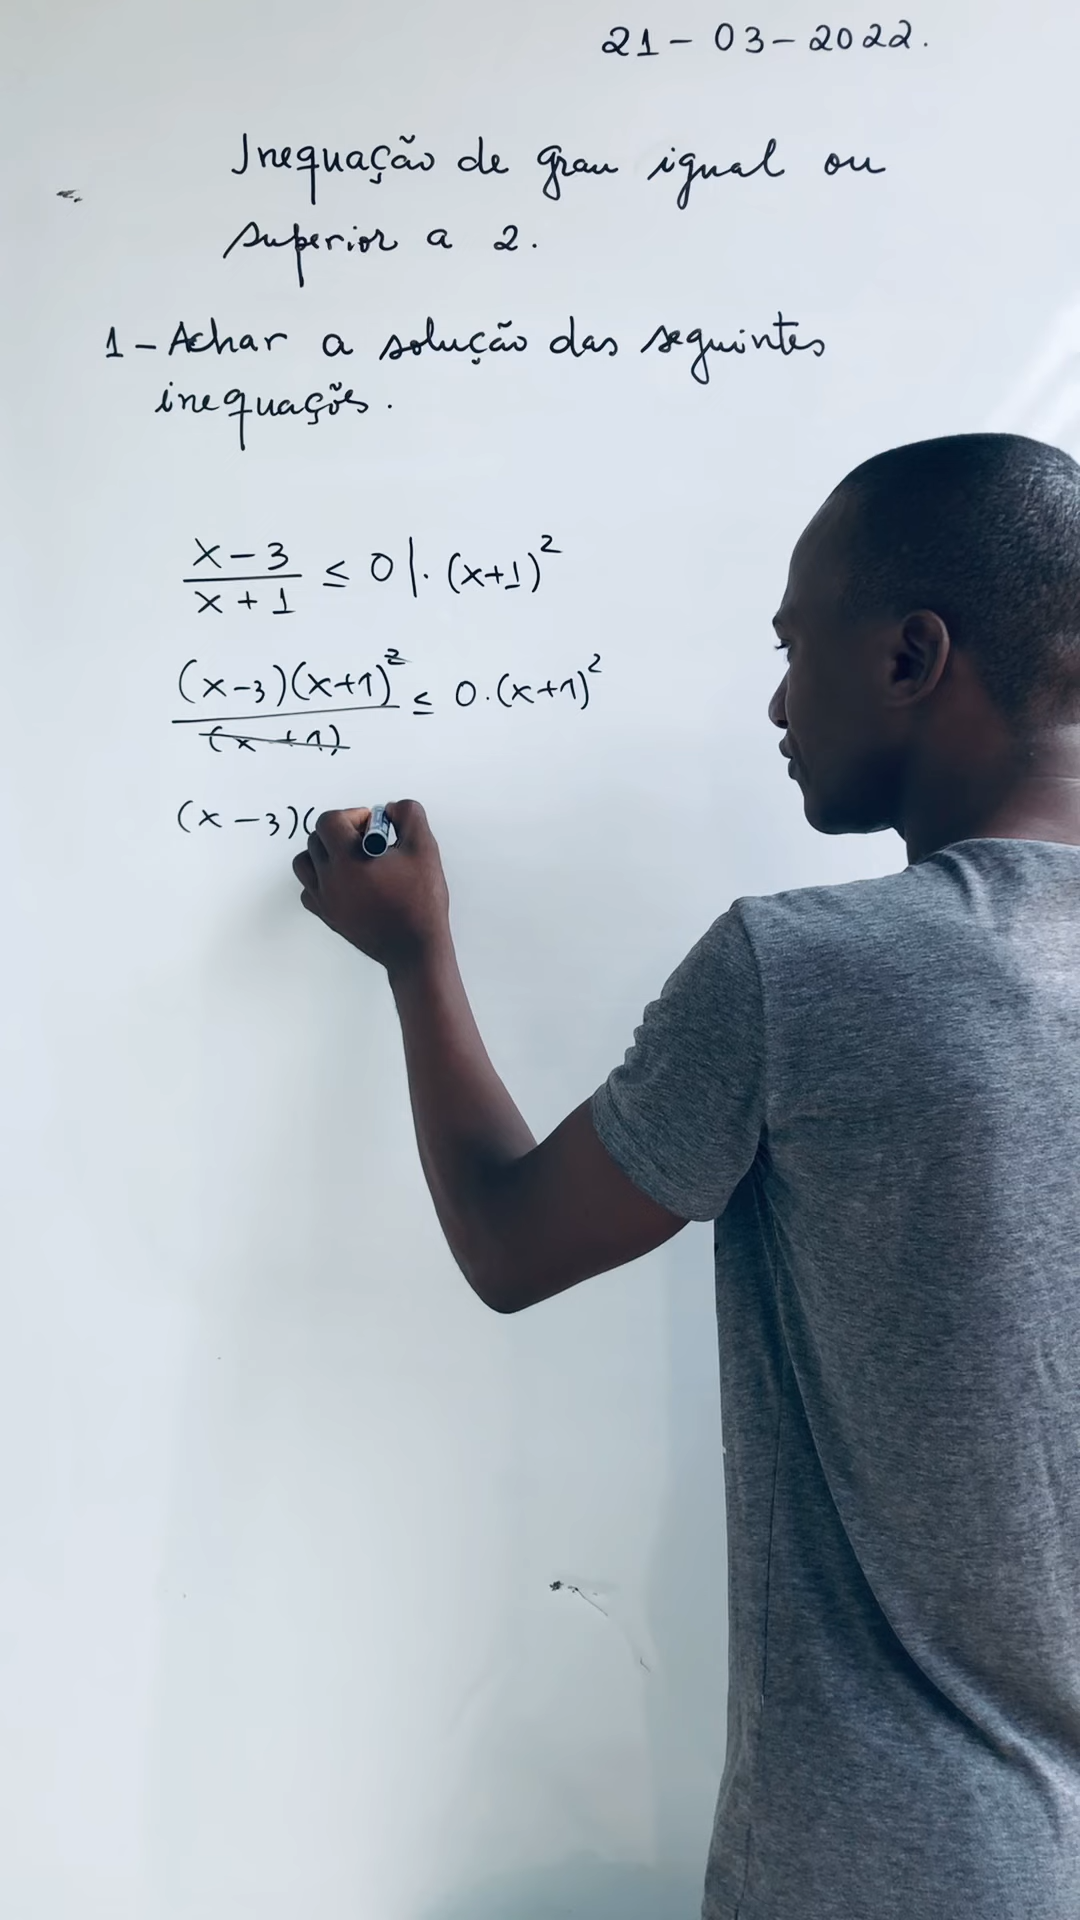 21-03-2022.
Inequação de grau igual ou
superior a 2.
1-Achar a solução das seguintes
inequações.
x-3
x+1
≤ 0 |. (x+1)²
(x-3)(x+1)²
(x+1)
≤ 0.(x+1)²
(x-3)(